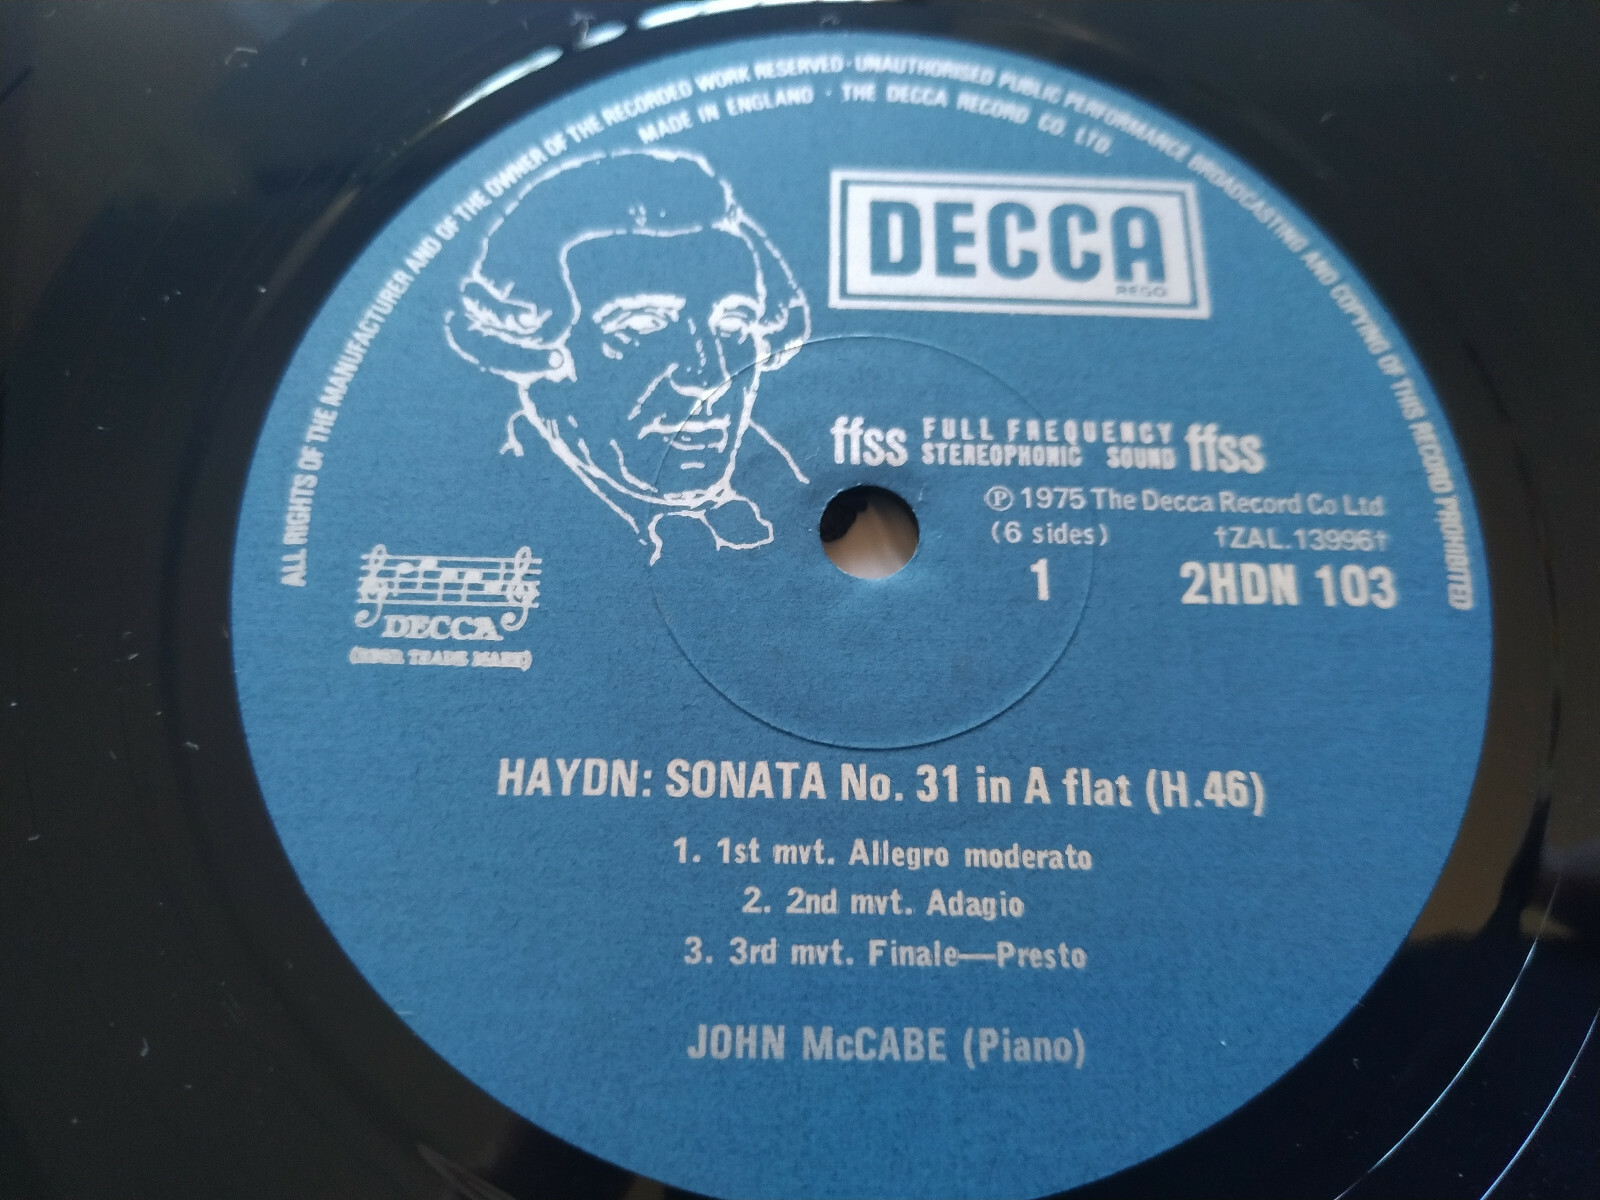 ALL RIGHTS OF THE MANUFACTURER AND OF THE OWNER OF THE RECORDED WORK RESERVED · UNAUTHORISED PUBLIC PERFORMANCE BROADCASTING AND COPYING OF THIS RECORD PROHIBITED
MADE IN ENGLAND · THE DECCA RECORD CO. LTD.
DECCA
REGD
ffss FULL FREQUENCY STEREOPHONIC SOUND ffss
℗ 1975 The Decca Record Co Ltd
(6 sides) †ZAL.13996†
1 2HDN 103
DECCA
TRADE MARK)
HAYDN: SONATA No. 31 in A flat (H.46)
1. 1st mvt. Allegro moderato
2. 2nd mvt. Adagio
3. 3rd mvt. Finale—Presto
JOHN McCABE (Piano)